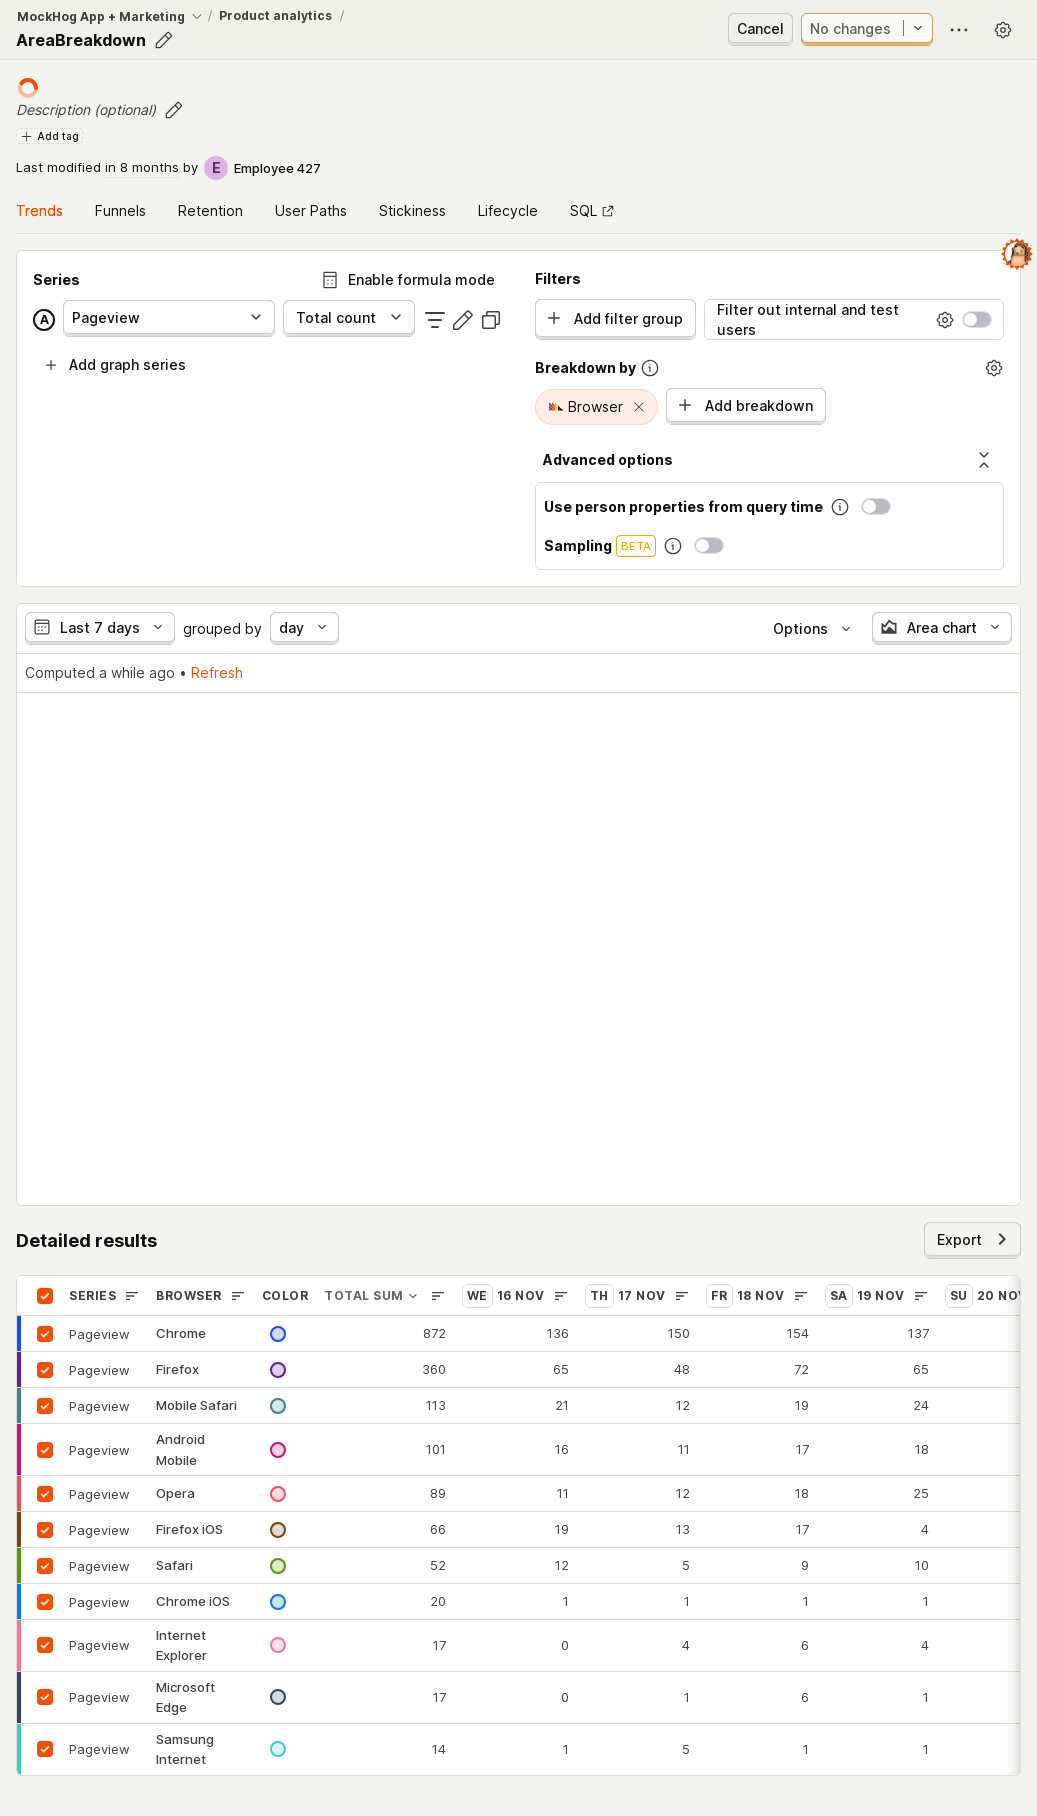 MockHog App + Marketing / Product analytics /
AreaBreakdown
Cancel
No changes
Description (optional)
Add tag
Last modified in 8 months by E Employee 427
Trends Funnels Retention User Paths Stickiness Lifecycle SQL
Series
Enable formula mode
A Pageview Total count
Add graph series
Filters
Add filter group
Filter out internal and test users
Breakdown by
Browser
Add breakdown
Advanced options
Use person properties from query time
Sampling BETA
Last 7 days grouped by day
Options Area chart
Computed a while ago • Refresh
Detailed results
Export
SERIES BROWSER COLOR TOTAL SUM WE 16 NOV TH 17 NOV FR 18 NOV SA 19 NOV SU 20 NOV
Pageview Chrome 872 136 150 154 137
Pageview Firefox 360 65 48 72 65
Pageview Mobile Safari 113 21 12 19 24
Pageview Android Mobile 101 16 11 17 18
Pageview Opera 89 11 12 18 25
Pageview Firefox iOS 66 19 13 17 4
Pageview Safari 52 12 5 9 10
Pageview Chrome iOS 20 1 1 1 1
Pageview Internet Explorer 17 0 4 6 4
Pageview Microsoft Edge 17 0 1 6 1
Pageview Samsung Internet 14 1 5 1 1